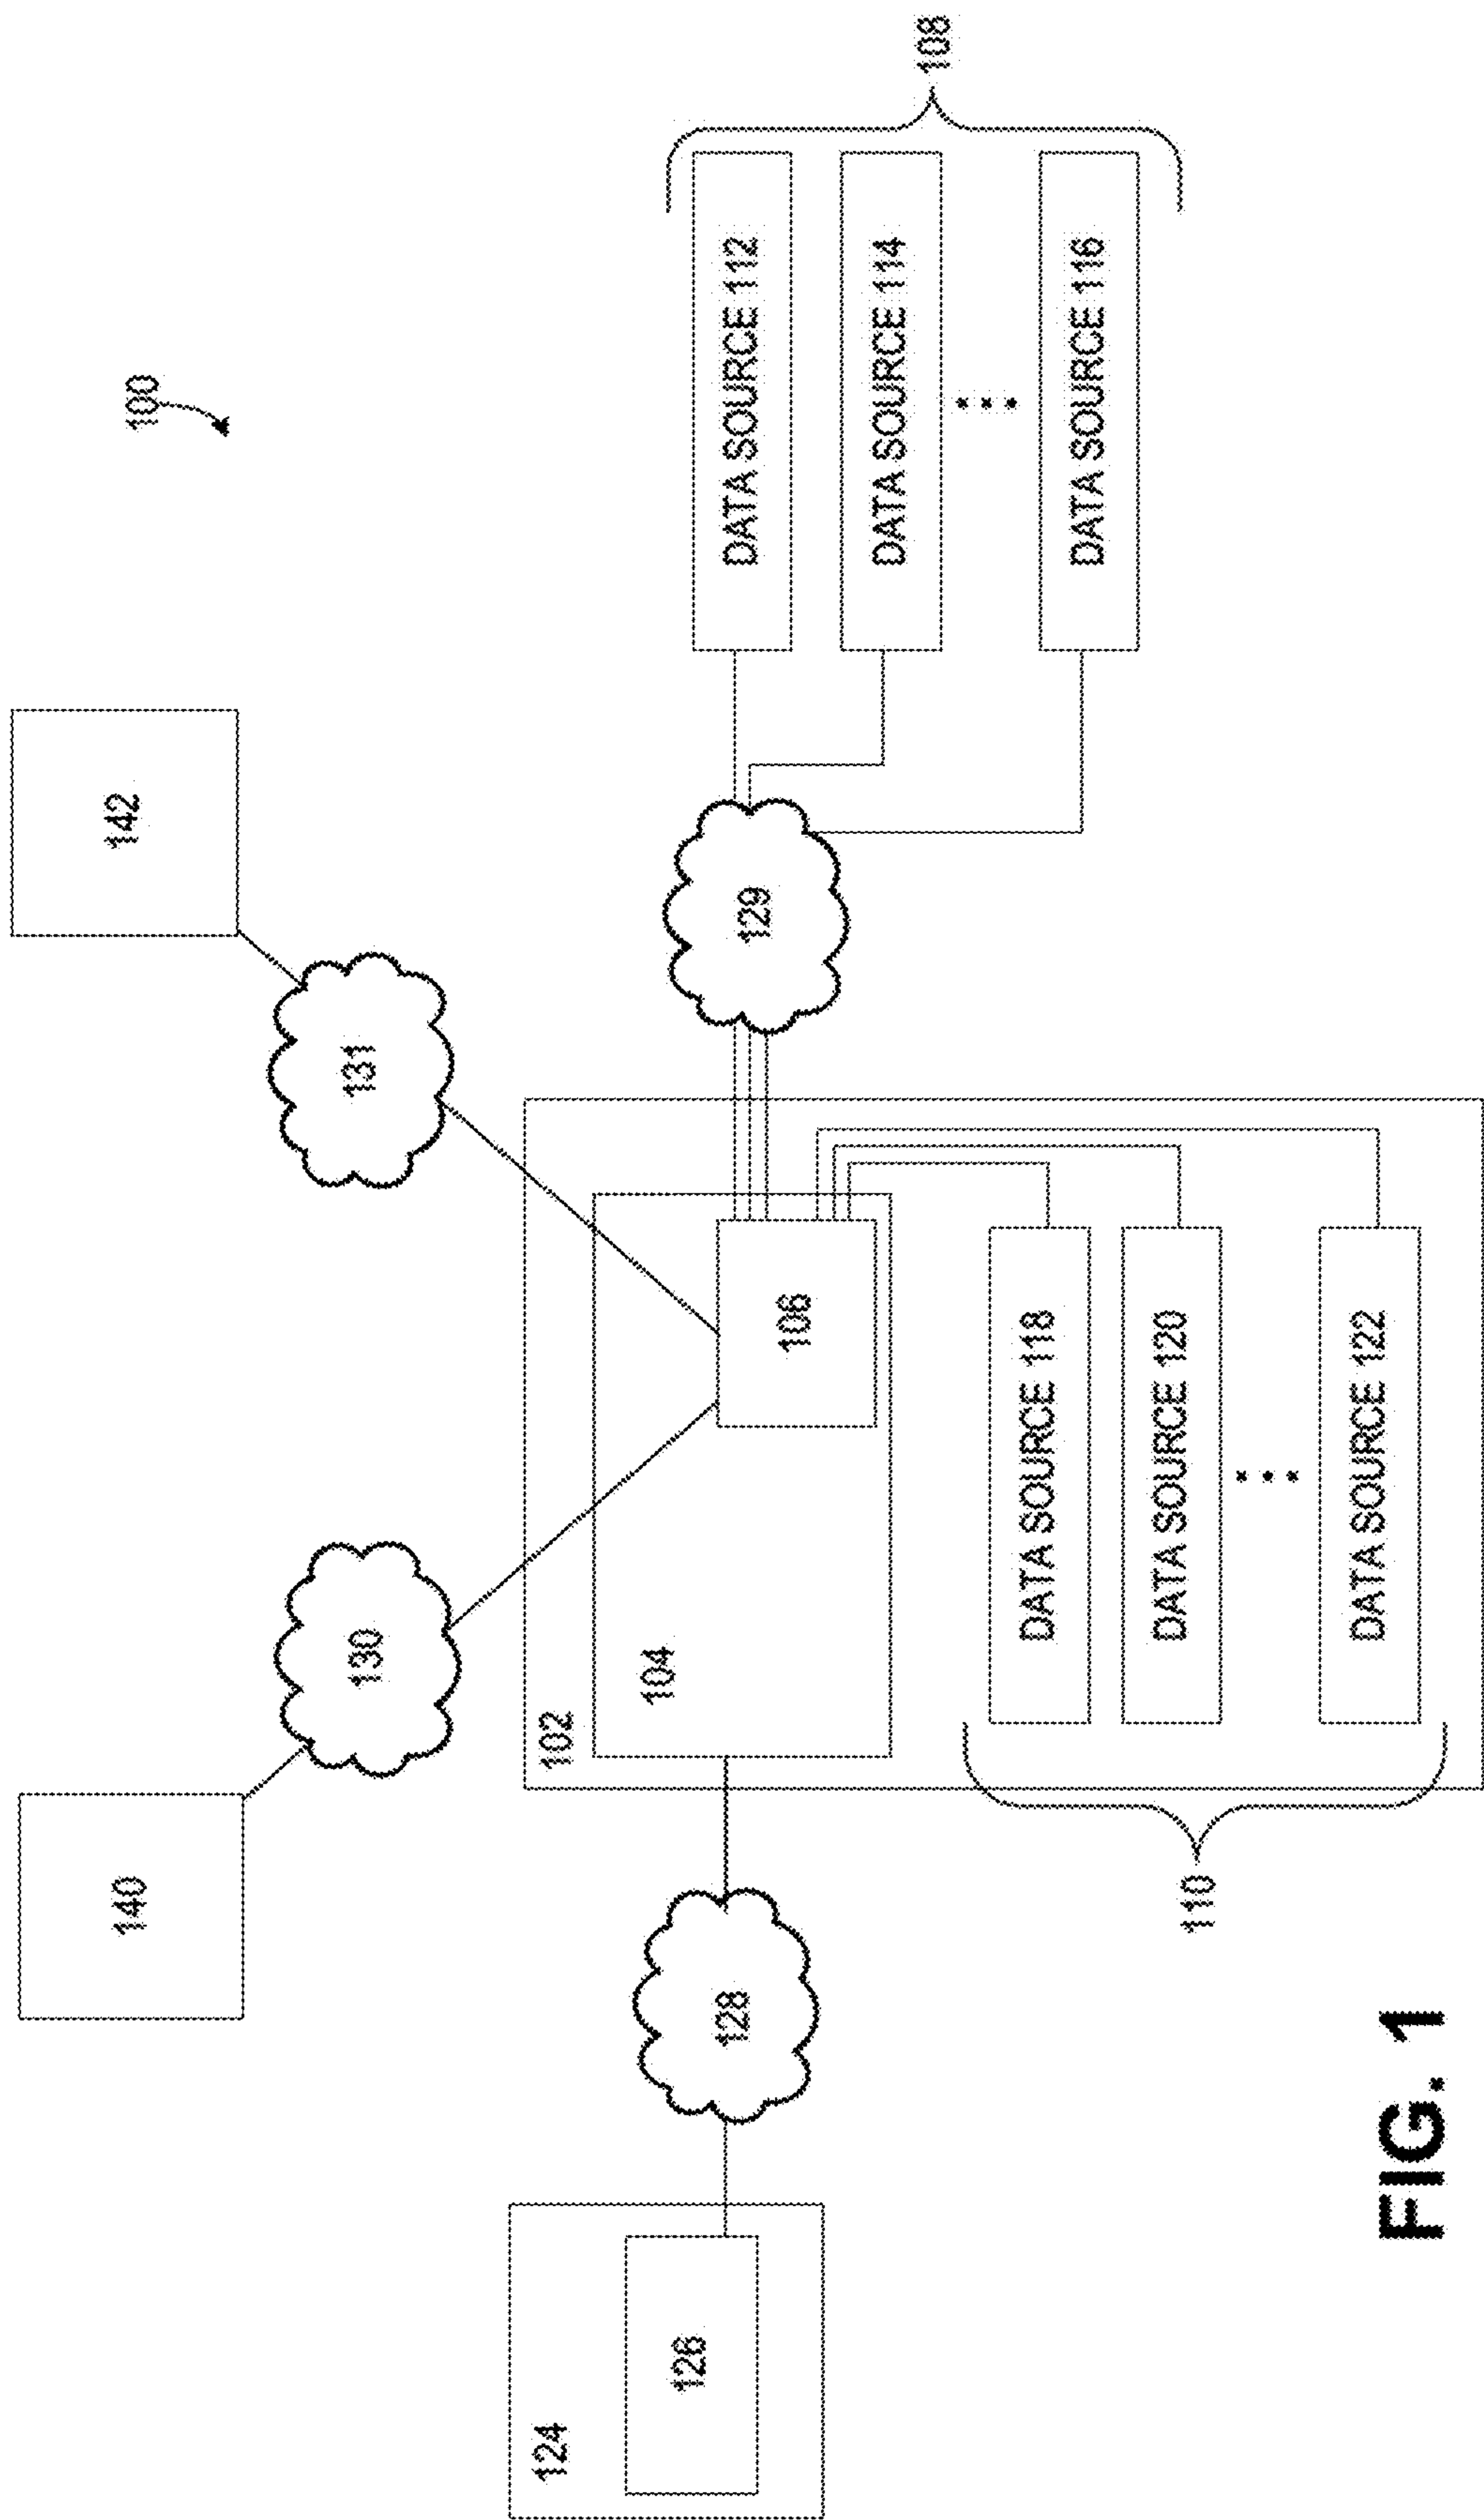 100
140
142
130
131
102
104
106
124
126
128
129
DATA SOURCE 112
DATA SOURCE 114
DATA SOURCE 116
108
DATA SOURCE 118
DATA SOURCE 120
DATA SOURCE 122
110
FIG. 1